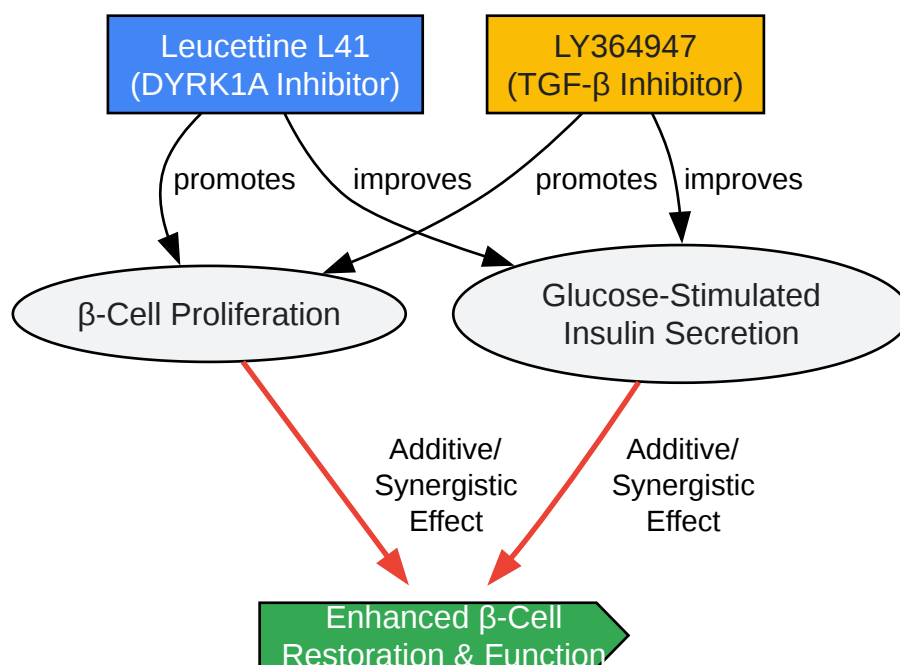 Leucettine L41
(DYRK1A Inhibitor)
LY364947
(TGF-β Inhibitor)
promotes
improves
promotes
improves
β-Cell Proliferation
Glucose-Stimulated
Insulin Secretion
Additive/
Synergistic
Effect
Additive/
Synergistic
Effect
Enhanced β-Cell
Restoration & Function